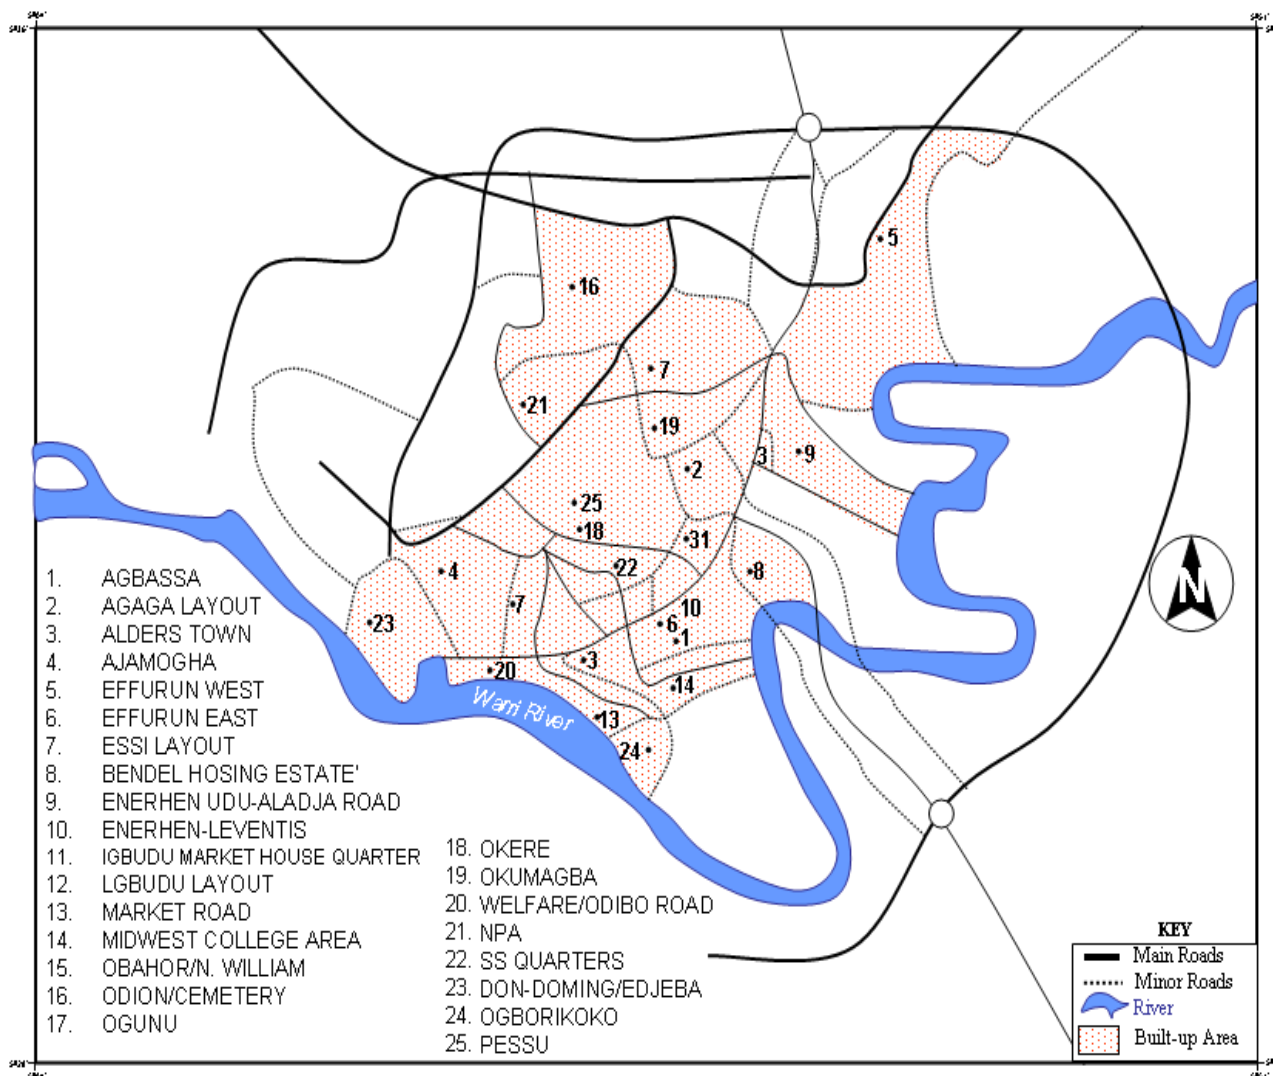 16
5
7
21
19
3
9
2
25
18
31
22
4
8
7
10
23
6
1
3
20
14
13
24
Warri River
N
1. AGBASSA
2. AGAGA LAYOUT
3. ALDERS TOWN
4. AJAMOGHA
5. EFFURUN WEST
6. EFFURUN EAST
7. ESSI LAYOUT
8. BENDEL HOSING ESTATE'
9. ENERHEN UDU-ALADJA ROAD
10. ENERHEN-LEVENTIS
11. IGBUDU MARKET HOUSE QUARTER
12. LGBUDU LAYOUT
13. MARKET ROAD
14. MIDWEST COLLEGE AREA
15. OBAHOR/N. WILLIAM
16. ODION/CEMETERY
17. OGUNU
18. OKERE
19. OKUMAGBA
20. WELFARE/ODIBO ROAD
21. NPA
22. SS QUARTERS
23. DON-DOMING/EDJEBA
24. OGBORIKOKO
25. PESSU
KEY
Main Roads
Minor Roads
River
Built-up Area